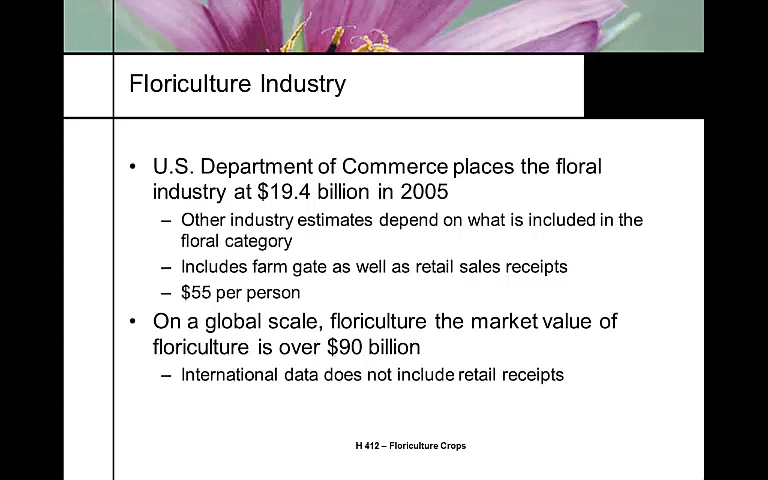 Floriculture Industry
• U.S. Department of Commerce places the floral
industry at $19.4 billion in 2005
– Other industry estimates depend on what is included in the
floral category
– Includes farm gate as well as retail sales receipts
– $55 per person
• On a global scale, floriculture the market value of
floriculture is over $90 billion
– International data does not include retail receipts
H 412 – Floriculture Crops